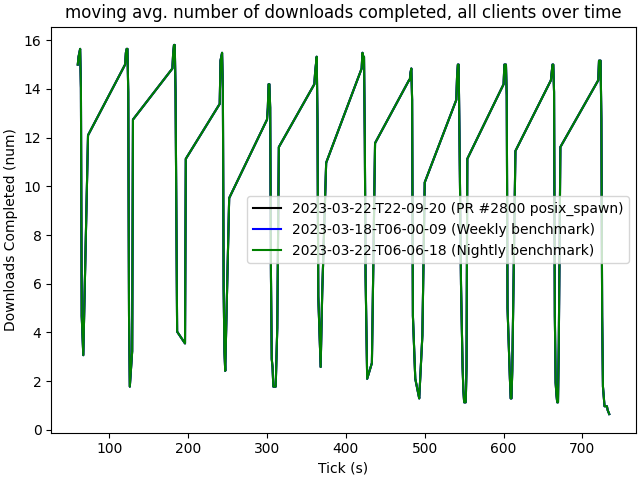 moving avg. number of downloads completed, all clients over time
16
14
12
10
8
6
4
2
0
Downloads Completed (num)
2023-03-22-T22-09-20 (PR #2800 posix_spawn)
2023-03-18-T06-00-09 (Weekly benchmark)
2023-03-22-T06-06-18 (Nightly benchmark)
100 200 300 400 500 600 700
Tick (s)